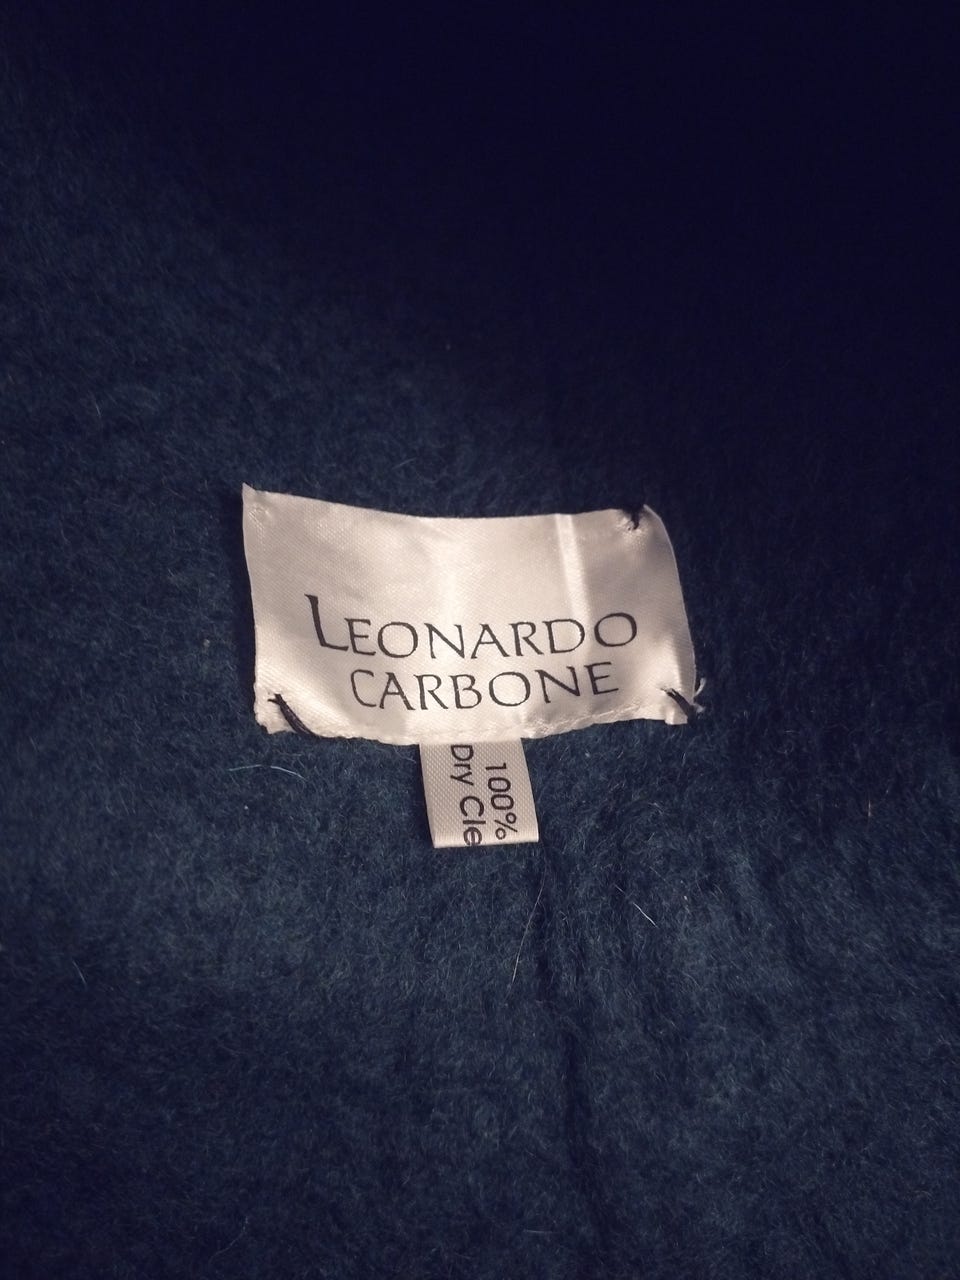 LEONARDO
CARBONE
100%
Dry Cle